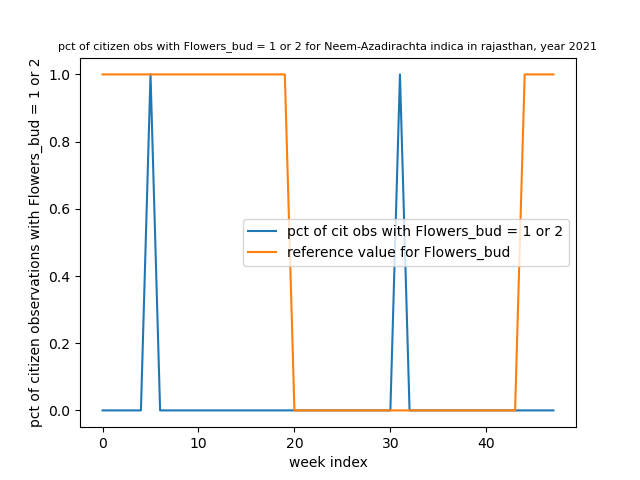 pct of citizen obs with Flowers_bud = 1 or 2 for Neem-Azadirachta indica in rajasthan, year 2021
pct of citizen observations with Flowers_bud = 1 or 2
1.0
0.8
0.6
0.4
0.2
0.0
pct of cit obs with Flowers_bud = 1 or 2
reference value for Flowers_bud
0 10 20 30 40
week index